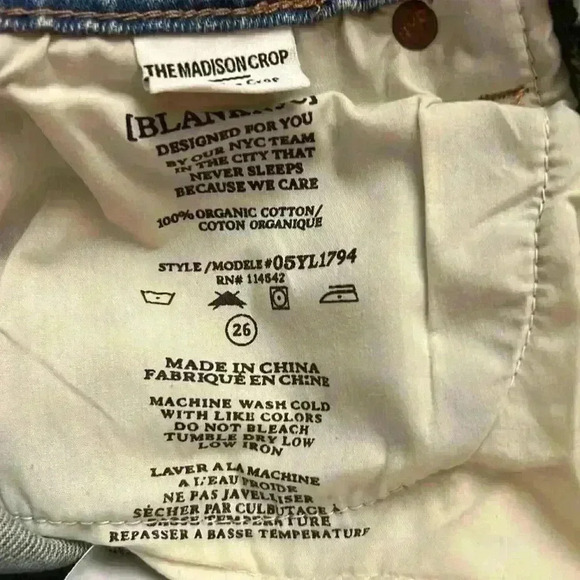 THE MADISON CROP
Crop
[BLANK
DESIGNED FOR YOU
BY OUR NYC TEAM
IN THE CITY THAT
NEVER SLEEPS
BECAUSE WE CARE
100% ORGANIC COTTON/
COTON ORGANIQUE
STYLE/MODELE#05YL1794
RN# 114642
26
MADE IN CHINA
FABRIQUÉ EN CHINE
MACHINE WASH COLD
WITH LIKE COLORS
DO NOT BLEACH
TUMBLE DRY LOW
LOW IRON
LAVER A LA MACHINE
A L'EAU FROIDE
NE PAS JAVELLISER
SÉCHER PAR CULBUTAGE À
BASSE TEMPERATURE
REPASSER A BASSE TEMPERATURE